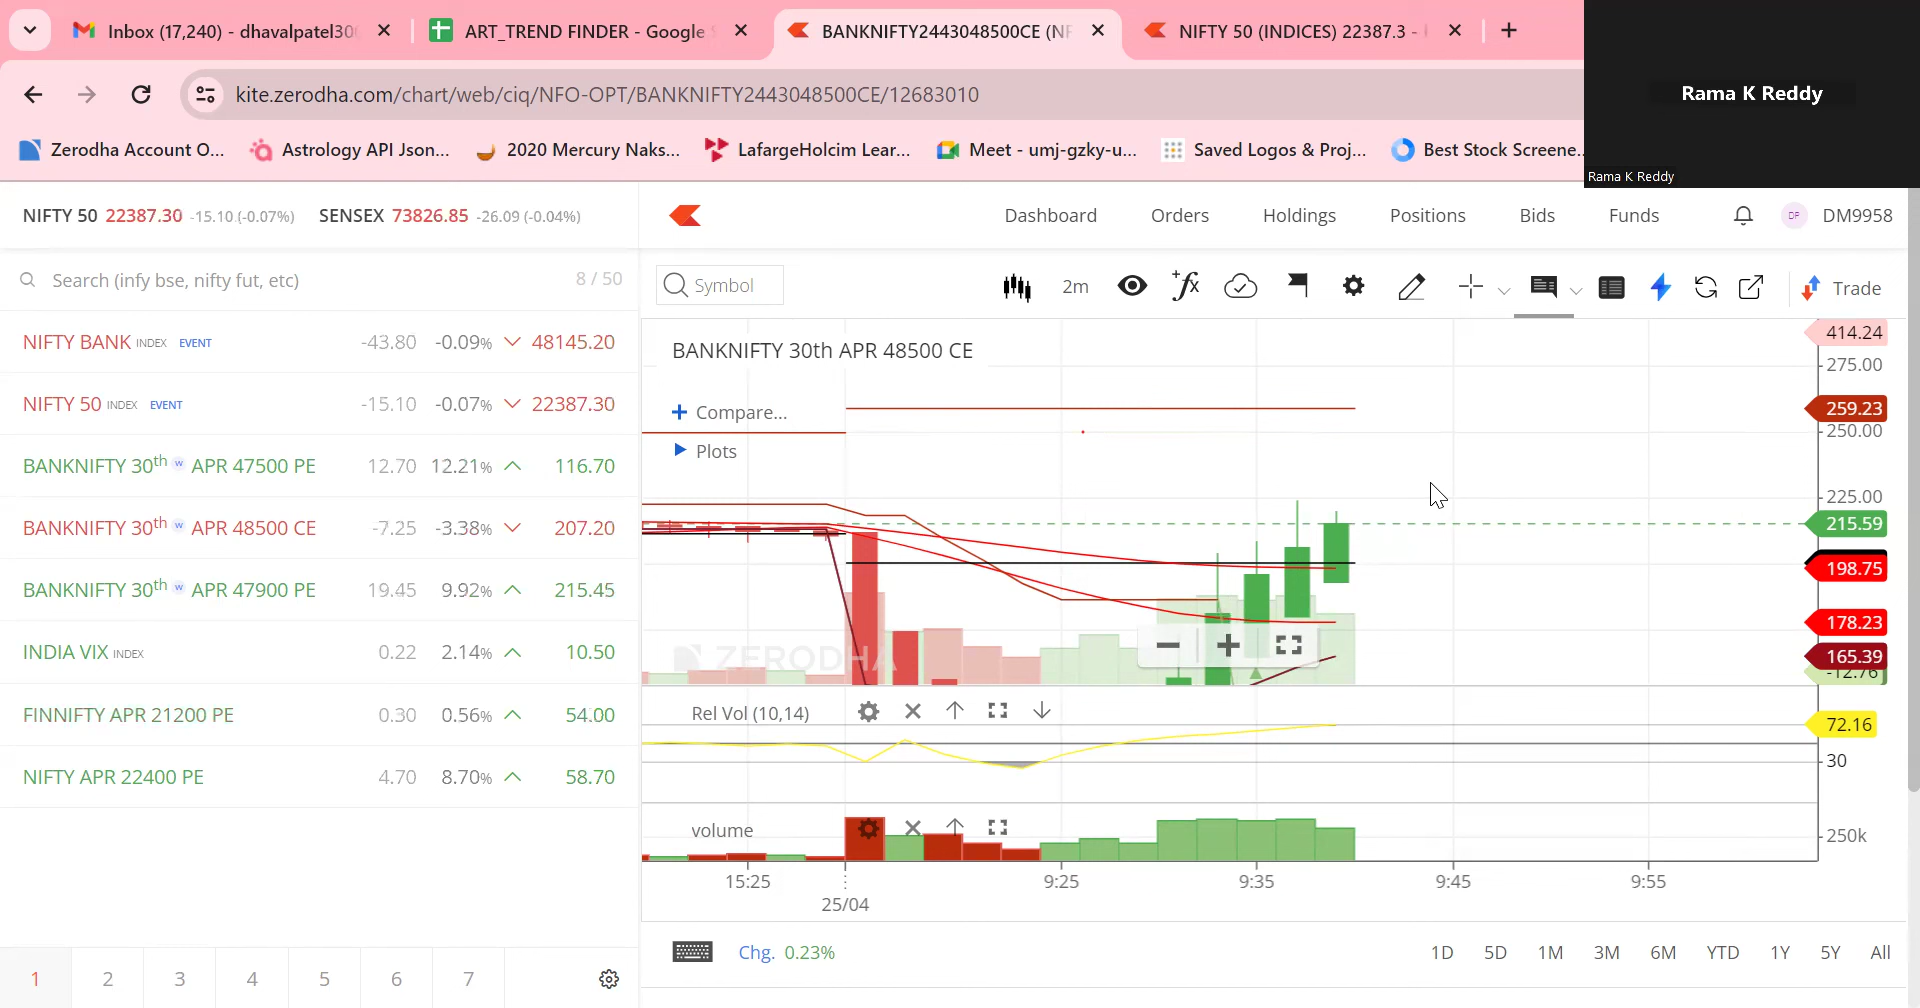 Inbox (17,240) - dhavalpatel30
ART_TREND FINDER - Google S
BANKNIFTY2443048500CE (NF
NIFTY 50 (INDICES) 22387.3 -
kite.zerodha.com/chart/web/ciq/NFO-OPT/BANKNIFTY2443048500CE/12683010
Rama K Reddy
Rama K Reddy
Zerodha Account O...
Astrology API Json...
2020 Mercury Naks...
LafargeHolcim Lear...
Meet - umj-gzky-u...
Saved Logos & Proj...
Best Stock Screene...
NIFTY 50 22387.30 -15.10 (-0.07%) SENSEX 73826.85 -26.09 (-0.04%)
Dashboard Orders Holdings Positions Bids Funds DP DM9958
Search (infy bse, nifty fut, etc) 8 / 50
Symbol 2m Trade
NIFTY BANK INDEX EVENT -43.80 -0.09% 48145.20
NIFTY 50 INDEX EVENT -15.10 -0.07% 22387.30
BANKNIFTY 30th w APR 47500 PE 12.70 12.21% 116.70
BANKNIFTY 30th w APR 48500 CE -7.25 -3.38% 207.20
BANKNIFTY 30th w APR 47900 PE 19.45 9.92% 215.45
INDIA VIX INDEX 0.22 2.14% 10.50
FINNIFTY APR 21200 PE 0.30 0.56% 54.00
NIFTY APR 22400 PE 4.70 8.70% 58.70
1 2 3 4 5 6 7
BANKNIFTY 30th APR 48500 CE
Compare...
Plots
ZERODHA
414.24
275.00
259.23
250.00
225.00
215.59
198.75
178.23
165.39
-12.76
Rel Vol (10,14)
72.16
30
volume
250k
15:25 9:25 9:35 9:45 9:55
25/04
Chg. 0.23%
1D 5D 1M 3M 6M YTD 1Y 5Y All